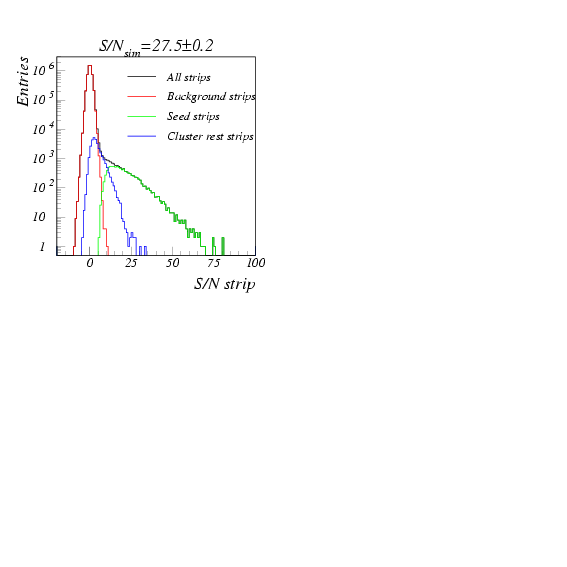 S/N sim=27.5±0.2
Entries
10 6
10 5
10 4
10 3
10 2
10
1
All strips
Background strips
Seed strips
Cluster rest strips
0 25 50 75 100
S/N strip